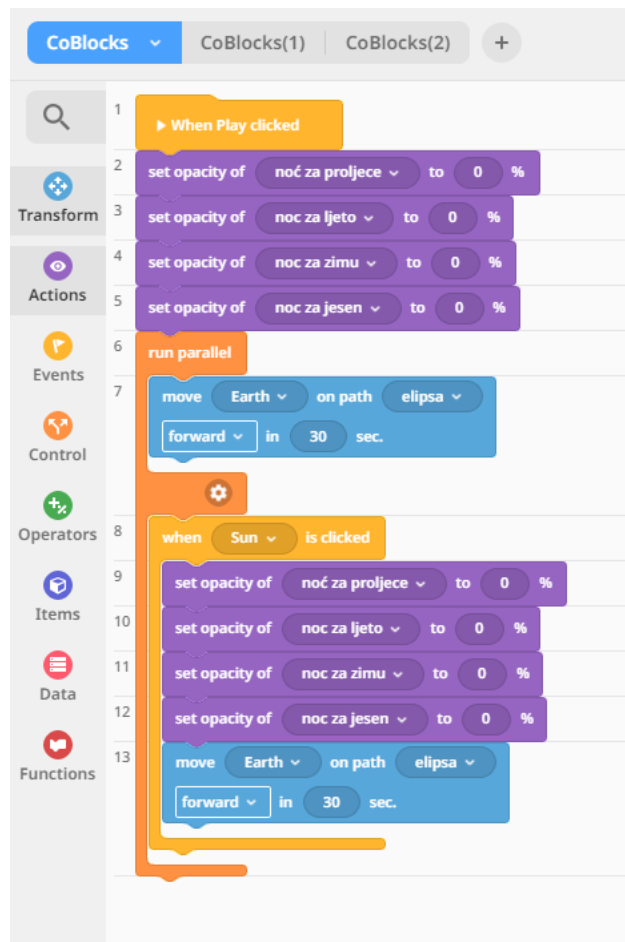 CoBlocks CoBlocks(1) CoBlocks(2) +
Transform
Actions
Events
Control
Operators
Items
Data
Functions
1 When Play clicked
2 set opacity of noć za proljece to 0 %
3 set opacity of noc za ljeto to 0 %
4 set opacity of noc za zimu to 0 %
5 set opacity of noc za jesen to 0 %
6 run parallel
7 move Earth on path elipsa
forward in 30 sec.
8 when Sun is clicked
9 set opacity of noć za proljece to 0 %
10 set opacity of noc za ljeto to 0 %
11 set opacity of noc za zimu to 0 %
12 set opacity of noc za jesen to 0 %
13 move Earth on path elipsa
forward in 30 sec.